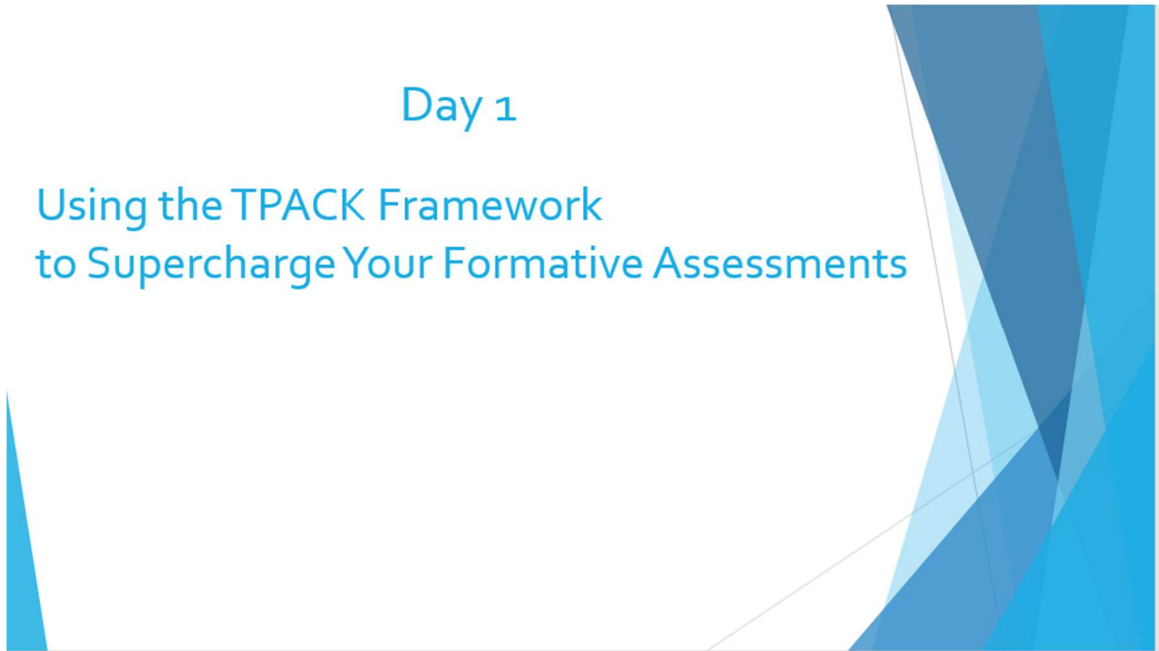 Day 1
Using the TPACK Framework
to Supercharge Your Formative Assessments